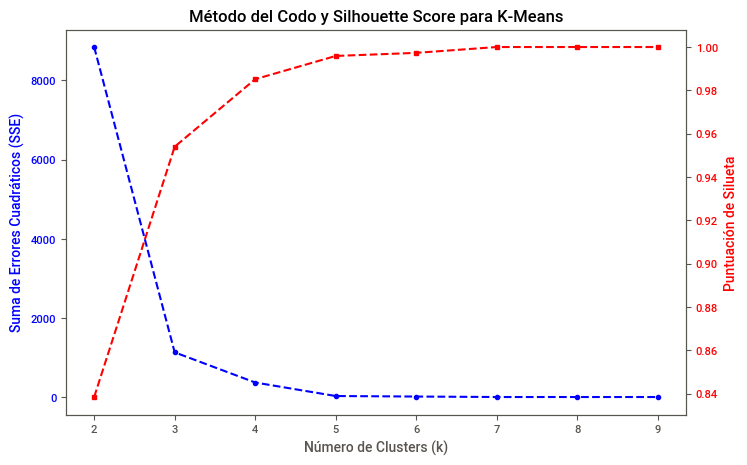 Método del Codo y Silhouette Score para K-Means
Suma de Errores Cuadráticos (SSE)
8000
6000
4000
2000
0
1.00
0.98
0.96
0.94
0.92
0.90
0.88
0.86
0.84
Puntuación de Silueta
2 3 4 5 6 7 8 9
Número de Clusters (k)